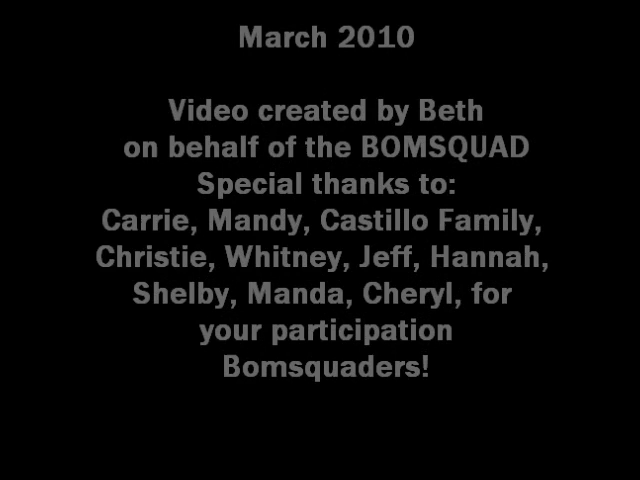 March 2010
Video created by Beth
on behalf of the BOMSQUAD
Special thanks to:
Carrie, Mandy, Castillo Family,
Christie, Whitney, Jeff, Hannah,
Shelby, Manda, Cheryl, for
your participation
Bomsquaders!